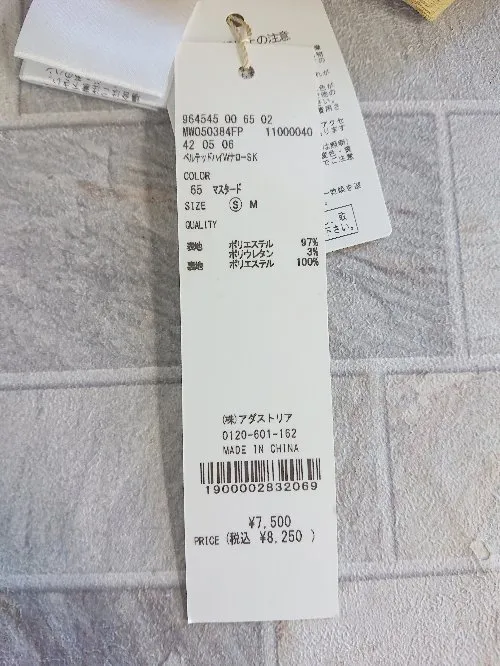 の注意
964545 00 65 02
MW050384FP 11000040
42 05 06
ベルテッドハイWナローSK
COLOR
65 マスタード
SIZE Ⓢ M
QUALITY
表地 ポリエステル 97%
ポリウレタン 3%
裏地 ポリエステル 100%
(株)アダストリア
0120-601-162
MADE IN CHINA
1900002832069
¥7,500
PRICE (税込 ¥8,250 )